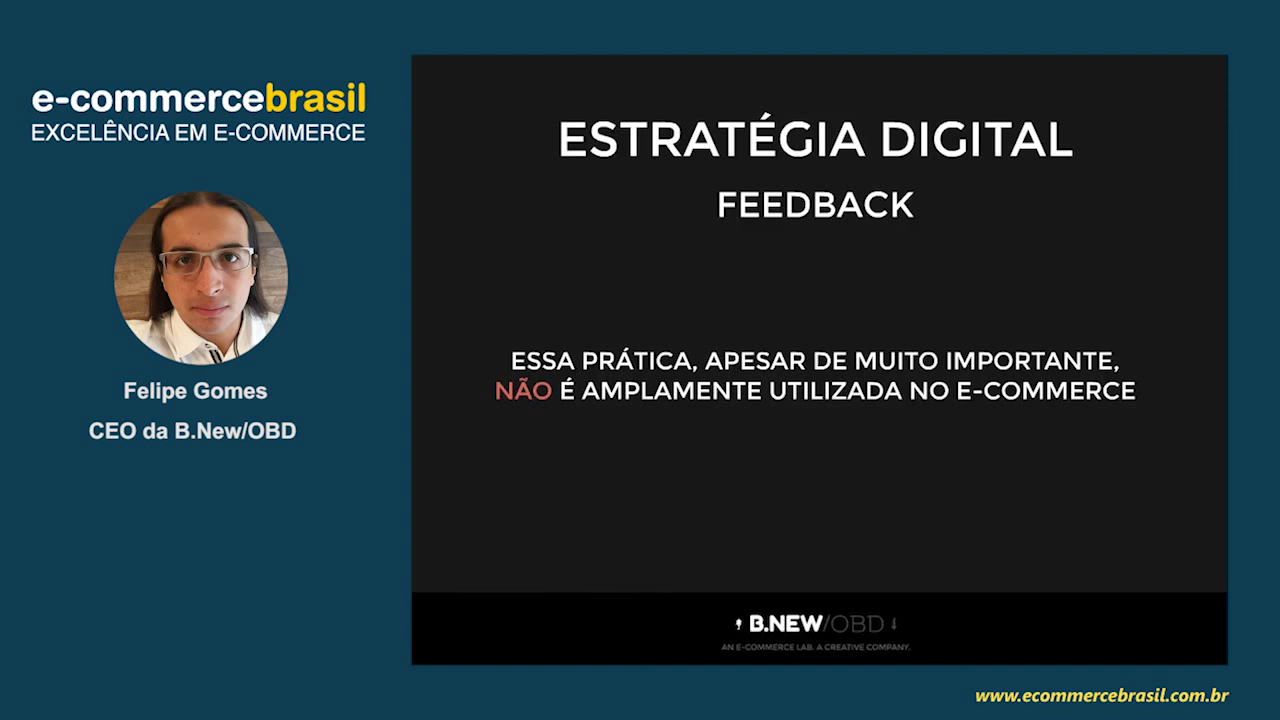 e-commercebrasil
EXCELÊNCIA EM E-COMMERCE
Felipe Gomes
CEO da B.New/OBD
ESTRATÉGIA DIGITAL
FEEDBACK
ESSA PRÁTICA, APESAR DE MUITO IMPORTANTE,
NÃO É AMPLAMENTE UTILIZADA NO E-COMMERCE
B.NEW/OBD
AN E-COMMERCE LAB. A CREATIVE COMPANY.
www.ecommercebrasil.com.br